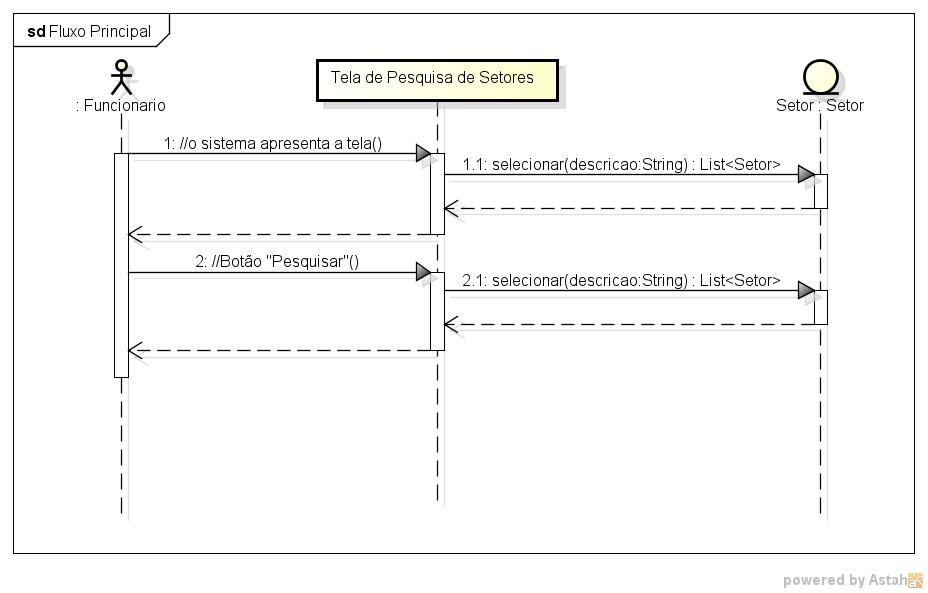 sd Fluxo Principal
: Funcionario
Tela de Pesquisa de Setores
Setor : Setor
1: //o sistema apresenta a tela()
1.1: selecionar(descricao:String) : List<Setor>
2: //Botão "Pesquisar"()
2.1: selecionar(descricao:String) : List<Setor>
powered by Astah